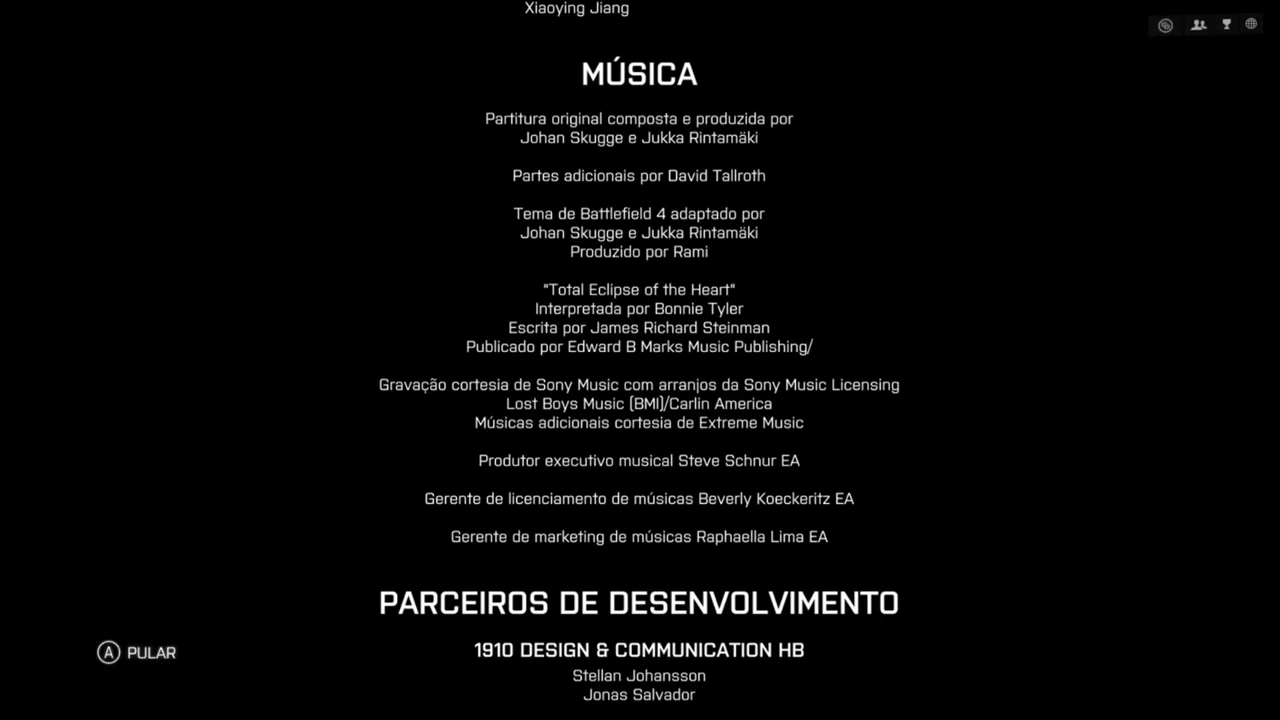 Xiaoying Jiang
MÚSICA
Partitura original composta e produzida por
Johan Skugge e Jukka Rintamäki
Partes adicionais por David Tallroth
Tema de Battlefield 4 adaptado por
Johan Skugge e Jukka Rintamäki
Produzido por Rami
"Total Eclipse of the Heart"
Interpretada por Bonnie Tyler
Escrita por James Richard Steinman
Publicado por Edward B Marks Music Publishing/
Gravação cortesia de Sony Music com arranjos da Sony Music Licensing
Lost Boys Music (BMI)/Carlin America
Músicas adicionais cortesia de Extreme Music
Produtor executivo musical Steve Schnur EA
Gerente de licenciamento de músicas Beverly Koeckeritz EA
Gerente de marketing de músicas Raphaella Lima EA
PARCEIROS DE DESENVOLVIMENTO
1910 DESIGN & COMMUNICATION HB
A PULAR
Stellan Johansson
Jonas Salvador